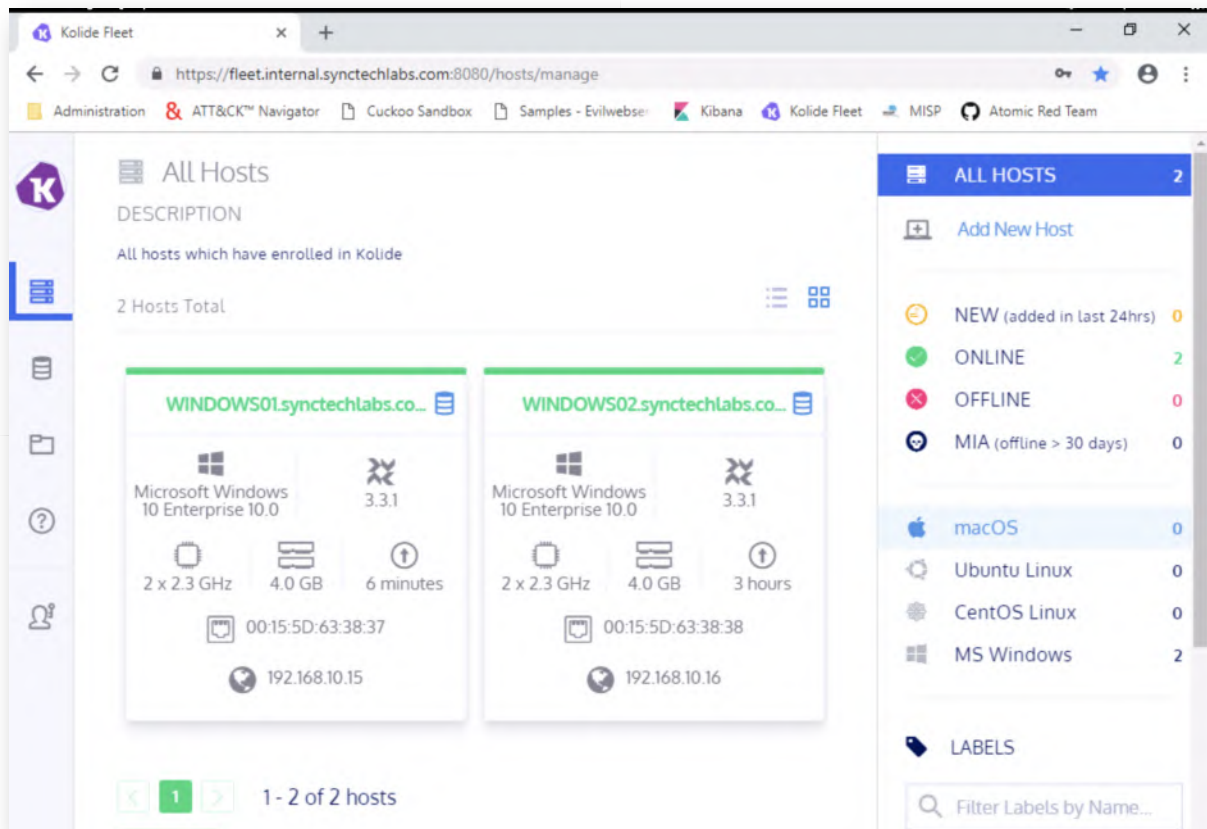 Kolide Fleet
https://fleet.internal.synctechlabs.com:8080/hosts/manage
Administration ATT&CK™ Navigator Cuckoo Sandbox Samples - Evilwebse Kibana Kolide Fleet MISP Atomic Red Team
K
All Hosts
DESCRIPTION
All hosts which have enrolled in Kolide
2 Hosts Total
WINDOWS01.synctechlabs.co...
Microsoft Windows
10 Enterprise 10.0
3.3.1
2 x 2.3 GHz 4.0 GB 6 minutes
00:15:5D:63:38:37
192.168.10.15
WINDOWS02.synctechlabs.co...
Microsoft Windows
10 Enterprise 10.0
3.3.1
2 x 2.3 GHz 4.0 GB 3 hours
00:15:5D:63:38:38
192.168.10.16
1
1 - 2 of 2 hosts
ALL HOSTS 2
Add New Host
NEW (added in last 24hrs) 0
ONLINE 2
OFFLINE 0
MIA (offline > 30 days) 0
macOS 0
Ubuntu Linux 0
CentOS Linux 0
MS Windows 2
LABELS
Filter Labels by Name...